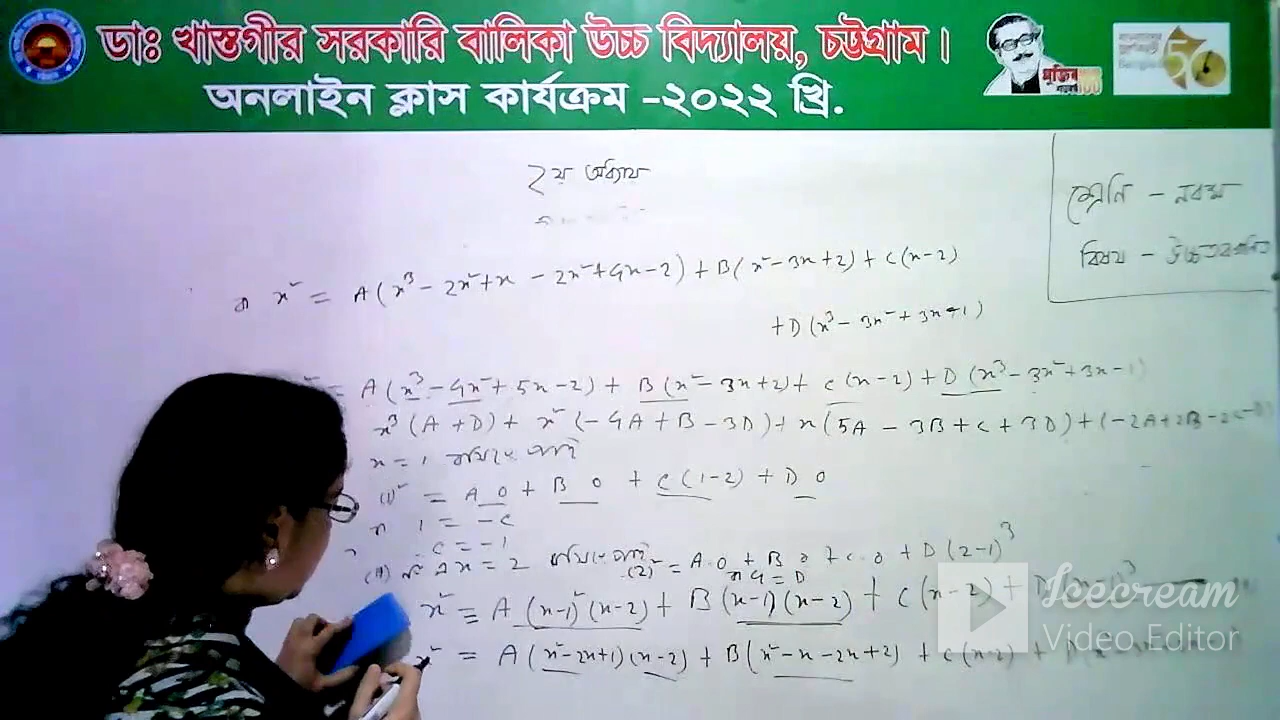 ডাঃ খাস্তগীর সরকারি বালিকা উচ্চ বিদ্যালয়, চট্টগ্রাম।
অনলাইন ক্লাস কার্যক্রম -২০২২ খ্রি.
মুজিব 100
50
২য় অধ্যায়
শ্রেনি - নবম
বিষয় - উচ্চতর গনিত
বা x² = A(x³ - 2x² + x - 2x² + 4x - 2) + B(x² - 3x + 2) + C(x - 2)
+ D(x³ - 3x² + 3x - 1)
= A(x³ - 4x² + 5x - 2) + B(x² - 3x + 2) + C(x - 2) + D(x³ - 3x² + 3x - 1)
x³(A + D) + x²(-4A + B - 3D) + x(5A - 3B + C + 3D) + (-2A + 2B - 2C
x = 1
(1)² = A 0 + B 0 + C(1-2) + D 0
1 = -C
C = -1
x = 2
(2)² = A·0 + B 0 + C·0 + D(2-1)³
4 = D
x² = A(x-1)²(x-2) + B(x-1)(x-2) + C(x-2) +
x² = A(x² - 2x + 1)(x-2) + B(x² - x - 2x + 2) + C(x-2) +
Icecream
Video Editor